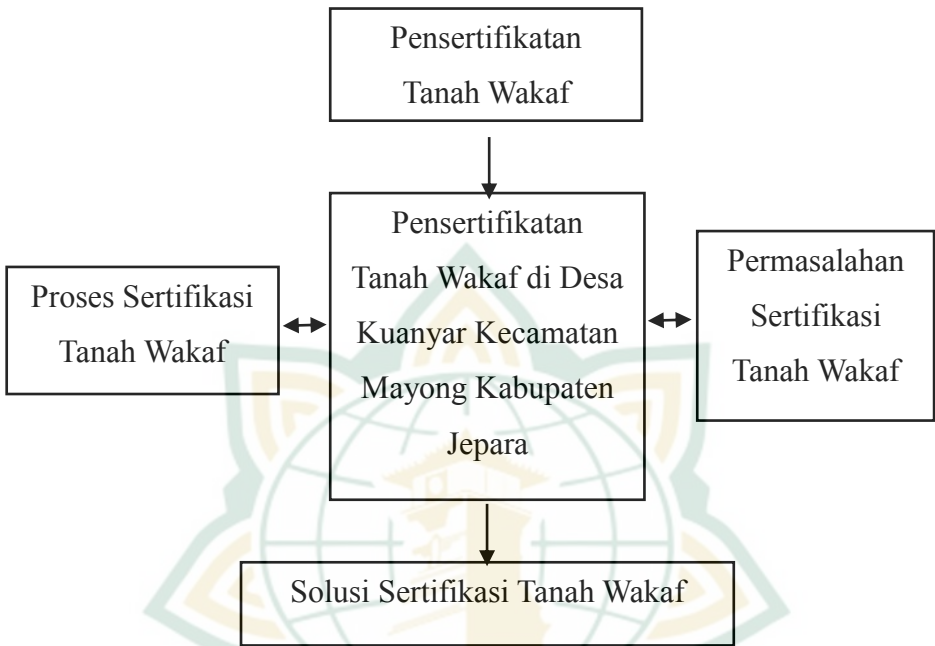 Pensertifikatan
Tanah Wakaf
Pensertifikatan
Tanah Wakaf di Desa
Kuanyar Kecamatan
Mayong Kabupaten
Jepara
Proses Sertifikasi
Tanah Wakaf
Permasalahan
Sertifikasi
Tanah Wakaf
Solusi Sertifikasi Tanah Wakaf